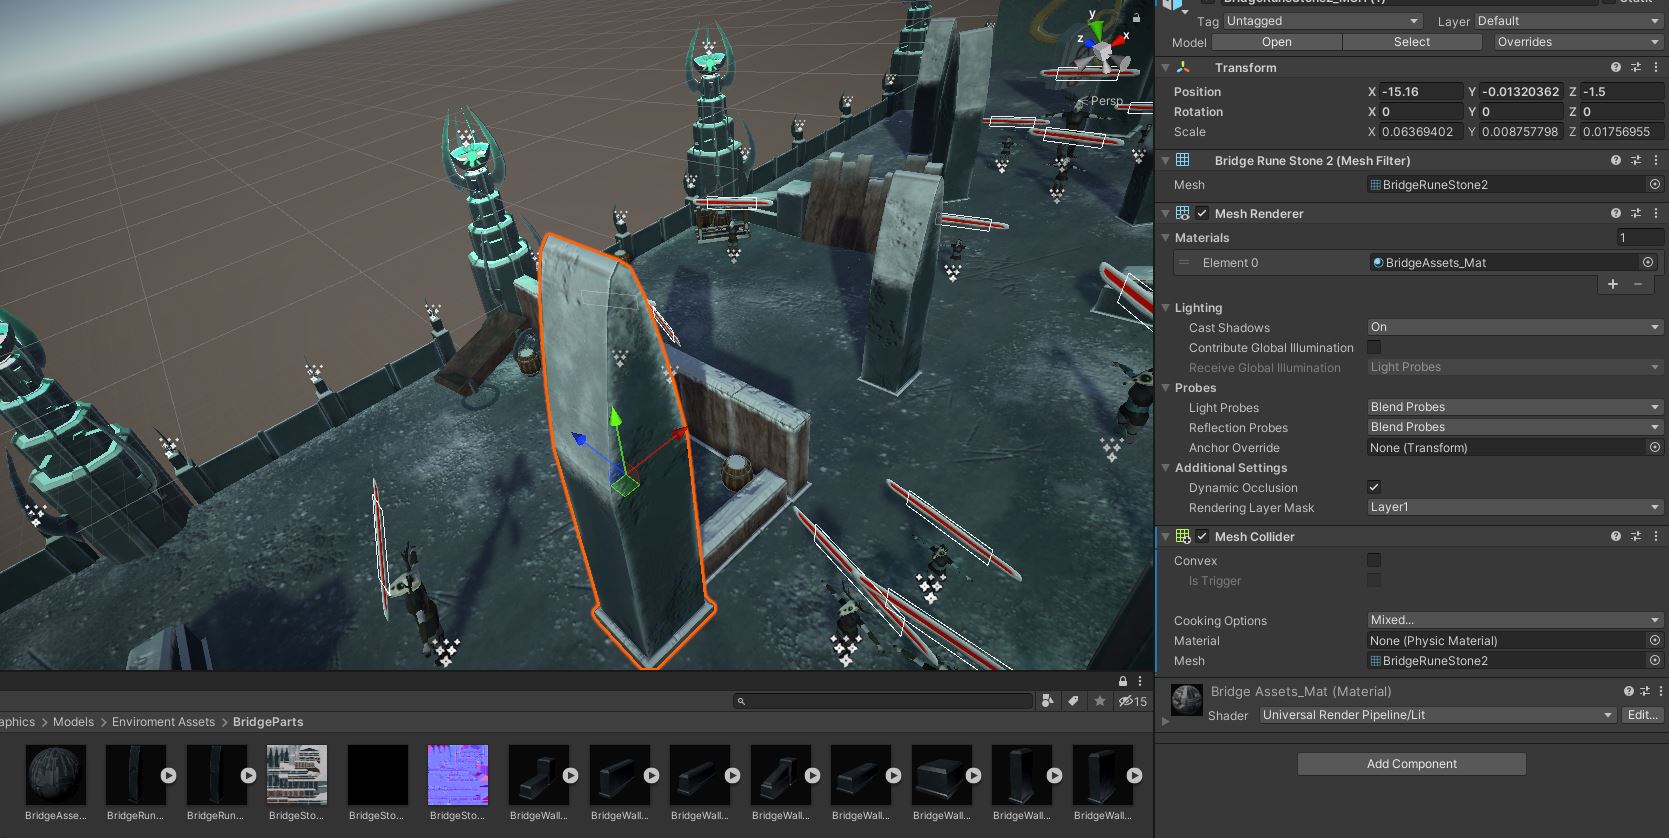 BridgeRuneStone2_MSH (1)
Static
Tag Untagged Layer Default
Model Open Select Overrides
Transform
Position X -15.16 Y -0.01320362 Z -1.5
Rotation X 0 Y 0 Z 0
Scale X 0.06369402 Y 0.008757798 Z 0.01756955
Bridge Rune Stone 2 (Mesh Filter)
Mesh BridgeRuneStone2
Mesh Renderer
Materials 1
Element 0 BridgeAssets_Mat
Lighting
Cast Shadows On
Contribute Global Illumination
Receive Global Illumination Light Probes
Probes
Light Probes Blend Probes
Reflection Probes Blend Probes
Anchor Override None (Transform)
Additional Settings
Dynamic Occlusion
Rendering Layer Mask Layer1
Mesh Collider
Convex
Is Trigger
Cooking Options Mixed...
Material None (Physic Material)
Mesh BridgeRuneStone2
Bridge Assets_Mat (Material)
Shader Universal Render Pipeline/Lit Edit...
Add Component
y
x
z
Persp
15
aphics > Models > Enviroment Assets > BridgeParts
BridgeAsse... BridgeRun... BridgeRun... BridgeSto... BridgeSto... BridgeSto... BridgeWall... BridgeWall... BridgeWall... BridgeWall... BridgeWall... BridgeWall... BridgeWall... BridgeWall...